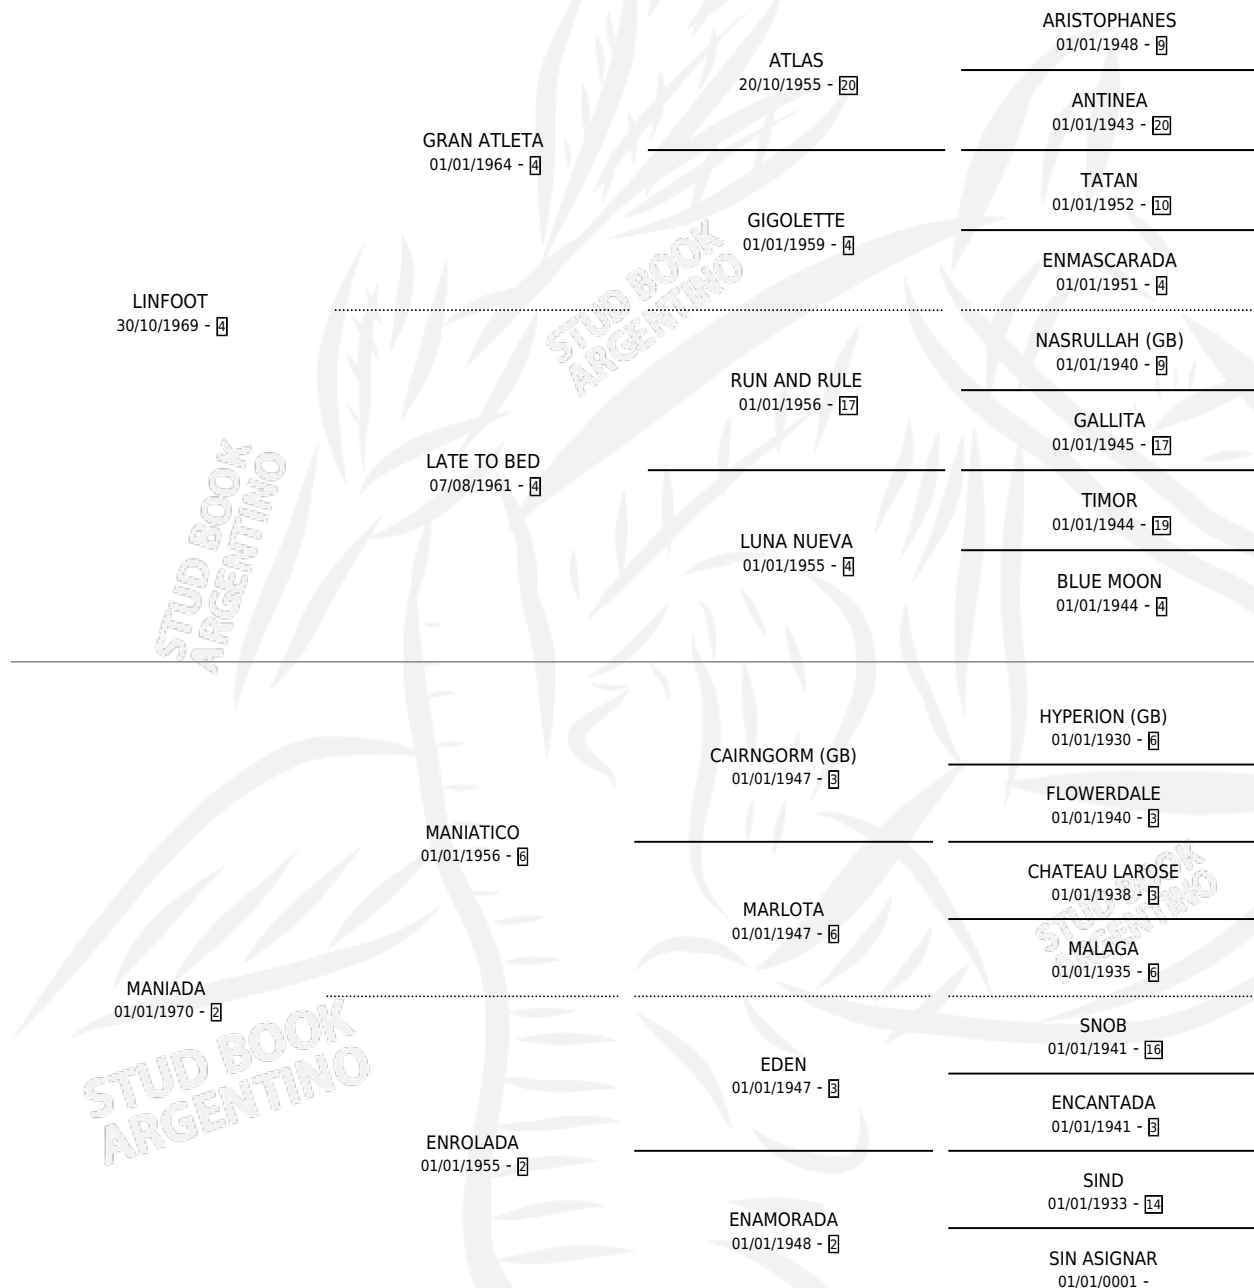 ARISTOPHANES
01/01/1948 - 9
ATLAS
20/10/1955 - 20
ANTINEA
01/01/1943 - 20
GRAN ATLETA
01/01/1964 - 4
TATAN
01/01/1952 - 10
GIGOLETTE
01/01/1959 - 4
ENMASCARADA
01/01/1951 - 4
LINFOOT
30/10/1969 - 4
NASRULLAH (GB)
01/01/1940 - 9
RUN AND RULE
01/01/1956 - 17
GALLITA
01/01/1945 - 17
LATE TO BED
07/08/1961 - 4
TIMOR
01/01/1944 - 19
LUNA NUEVA
01/01/1955 - 4
BLUE MOON
01/01/1944 - 4
STUD BOOK
ARGENTINO
STUD BOOK
ARGENTINO
HYPERION (GB)
01/01/1930 - 6
CAIRNGORM (GB)
01/01/1947 - 3
FLOWERDALE
01/01/1940 - 3
MANIATICO
01/01/1956 - 6
CHATEAU LAROSE
01/01/1938 - 3
MARLOTA
01/01/1947 - 6
MALAGA
01/01/1935 - 6
STUD BOOK
ARGENTINO
MANIADA
01/01/1970 - 2
SNOB
01/01/1941 - 16
EDEN
01/01/1947 - 3
ENCANTADA
01/01/1941 - 3
STUD BOOK
ARGENTINO
ENROLADA
01/01/1955 - 2
SIND
01/01/1933 - 14
ENAMORADA
01/01/1948 - 2
SIN ASIGNAR
01/01/0001 -